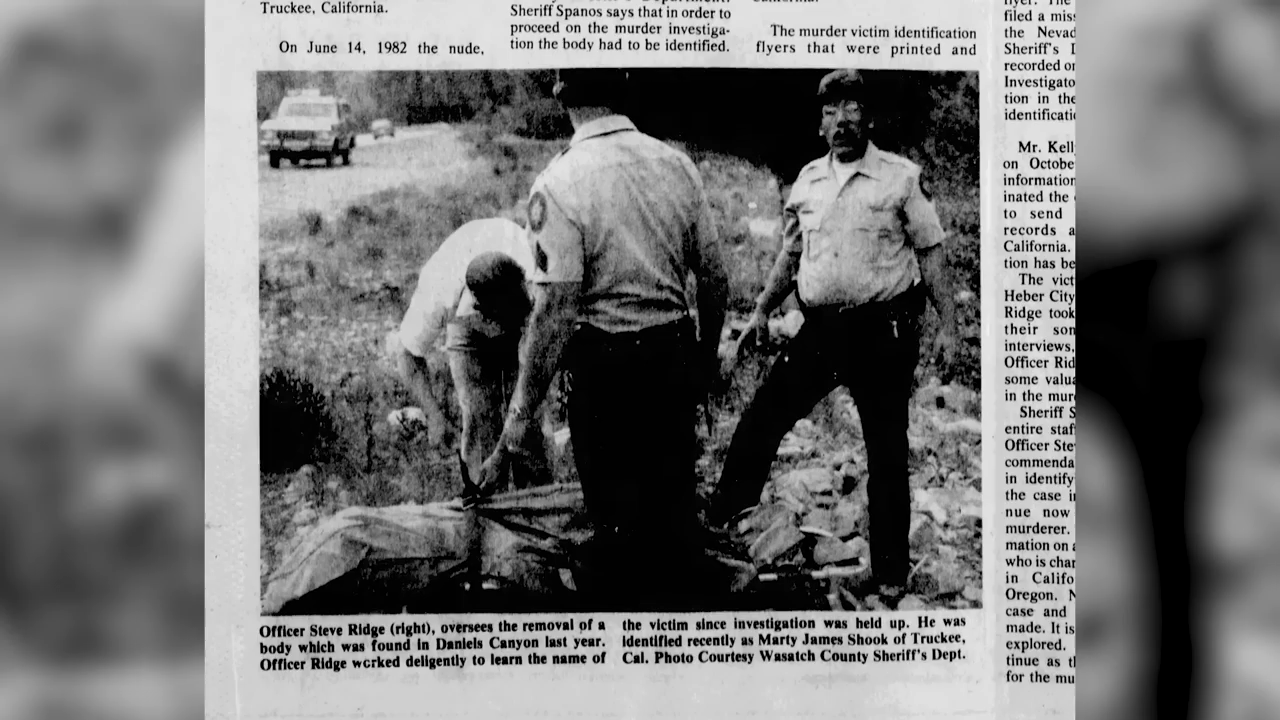 Truckee, California.
On June 14, 1982 the nude,
Sheriff Spanos says that in order to
proceed on the murder investiga-
tion the body had to be identified.
The murder victim identification
flyers that were printed and
filed a mis
the Nevad
Sheriff's
recorded or
Investigato
tion in the
identificati
Mr. Kell
on Octobe
information
inated the
to send
records a
California.
tion has be
The vict
Heber City
Ridge took
their son
interviews,
Officer Rid
some valua
in the mur
Sheriff S
entire staf
Officer Ste
commenda
in identify
the case i
nue now
murderer.
mation on
who is char
in Califo
Oregon. N
case and
made. It is
explored.
tinue as t
for the mu
Officer Steve Ridge (right), oversees the removal of a
body which was found in Daniels Canyon last year.
Officer Ridge worked deligently to learn the name of
the victim since investigation was held up. He was
identified recently as Marty James Shook of Truckee,
Cal. Photo Courtesy Wasatch County Sheriff's Dept.